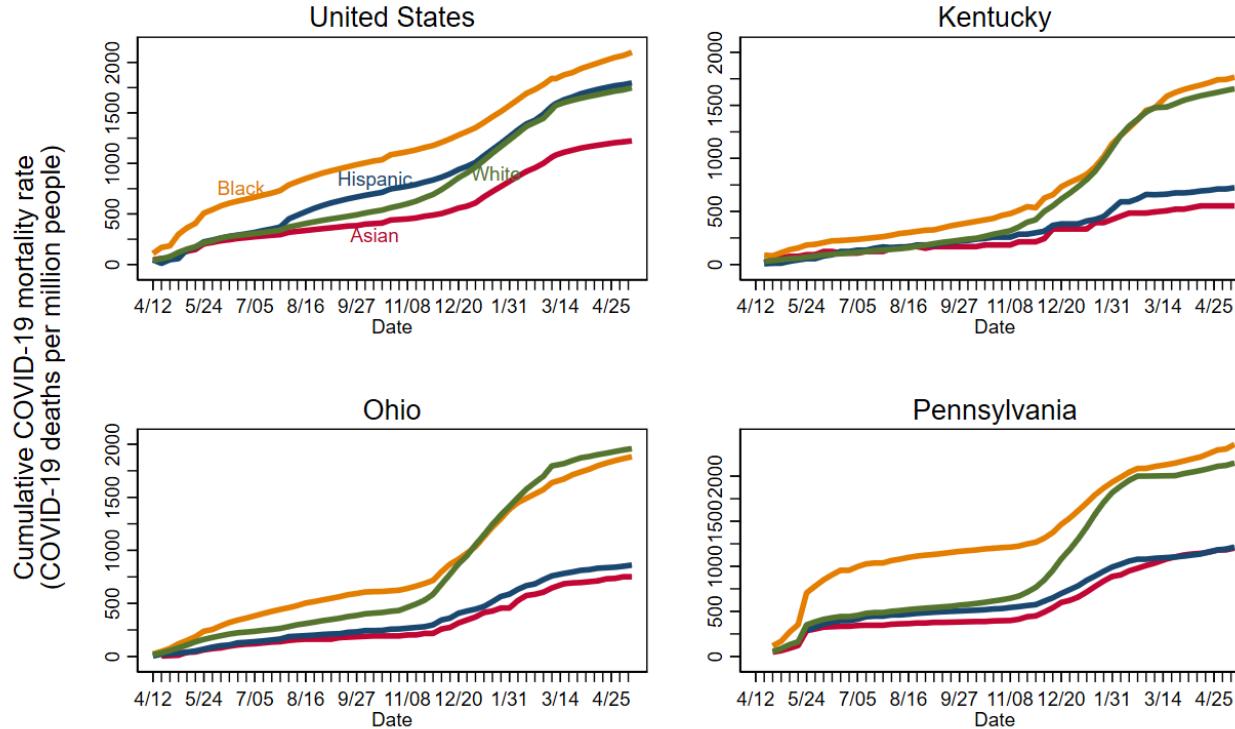 United States
Kentucky
Cumulative COVID-19 mortality rate
(COVID-19 deaths per million people)
2000
1500
1000
500
0
Black
Hispanic
White
Asian
4/12 5/24 7/05 8/16 9/27 11/08 12/20 1/31 3/14 4/25
Date
2000
1500
1000
500
0
4/12 5/24 7/05 8/16 9/27 11/08 12/20 1/31 3/14 4/25
Date
Ohio
Pennsylvania
2000
1500
1000
500
0
4/12 5/24 7/05 8/16 9/27 11/08 12/20 1/31 3/14 4/25
Date
2000
1500
1000
500
0
4/12 5/24 7/05 8/16 9/27 11/08 12/20 1/31 3/14 4/25
Date